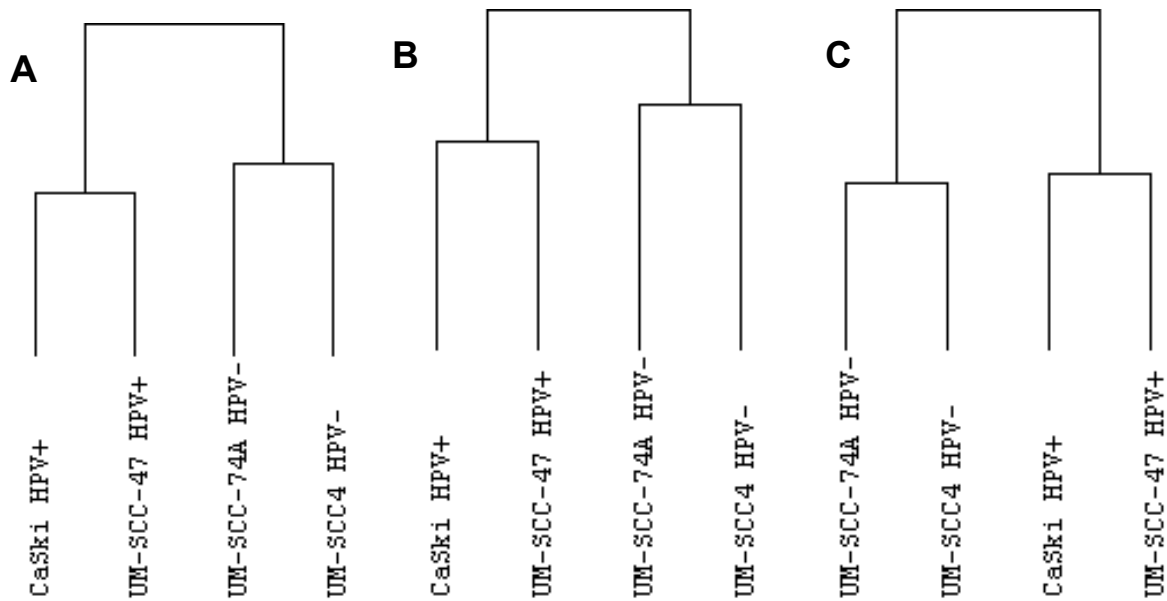 A
B
C
CaSki HPV+
UM-SCC-47 HPV+
UM-SCC-74A HPV-
UM-SCC4 HPV-
CaSki HPV+
UM-SCC-47 HPV+
UM-SCC-74A HPV-
UM-SCC4 HPV-
UM-SCC-74A HPV-
UM-SCC4 HPV-
CaSki HPV+
UM-SCC-47 HPV+